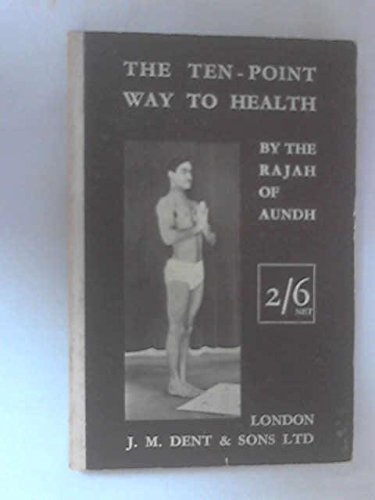 THE TEN-POINT
WAY TO HEALTH
BY THE
RAJAH
OF
AUNDH
2/6
NET
LONDON
J. M. DENT & SONS LTD